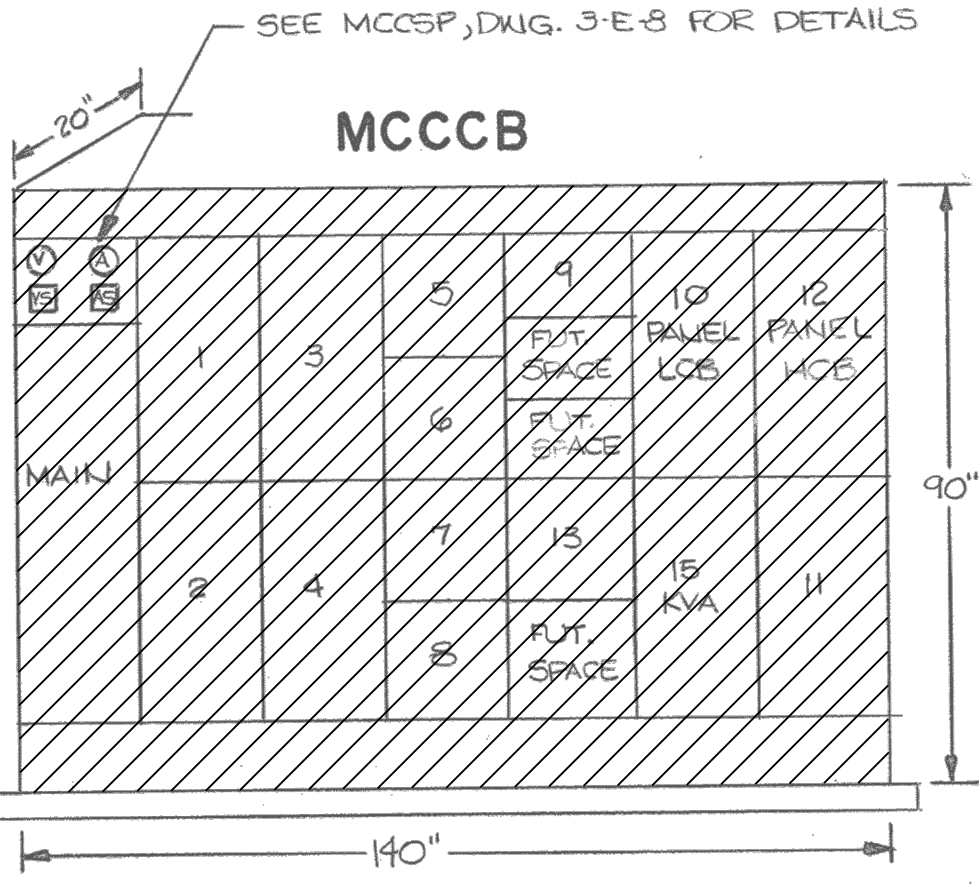 SEE MCCSP, DWG. 3-E-8 FOR DETAILS
20"
MCCCB
V A
VS AS
MAIN
1
2
3
4
5
6
7
8
9
FUT.
SPACE
FUT.
SPACE
13
FUT.
SPACE
10
PANEL
LCB
15
KVA
12
PANEL
HCB
11
90"
140"